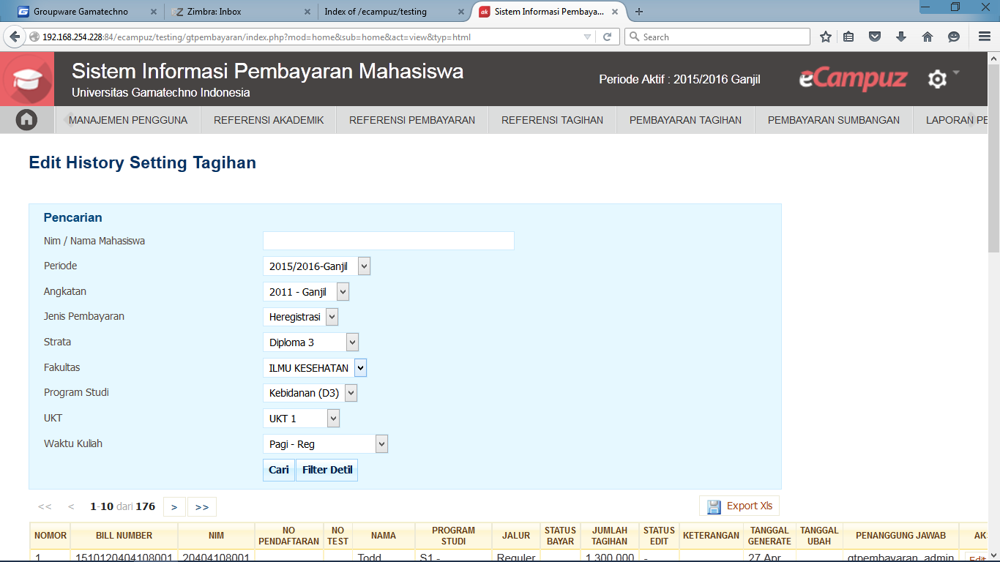 Groupware Gamatechno
Zimbra: Inbox
Index of /ecampuz/testing
Sistem Informasi Pembaya...
192.168.254.228:84/ecampuz/testing/gtpembayaran/index.php?mod=home&sub=home&act=view&typ=html
Search
Sistem Informasi Pembayaran Mahasiswa
Universitas Gamatechno Indonesia
Periode Aktif : 2015/2016 Ganjil
eCampuz
MANAJEMEN PENGGUNA REFERENSI AKADEMIK REFERENSI PEMBAYARAN REFERENSI TAGIHAN PEMBAYARAN TAGIHAN PEMBAYARAN SUMBANGAN LAPORAN PE
Edit History Setting Tagihan
Pencarian
Nim / Nama Mahasiswa
Periode 2015/2016-Ganjil
Angkatan 2011 - Ganjil
Jenis Pembayaran Heregistrasi
Strata Diploma 3
Fakultas ILMU KESEHATAN
Program Studi Kebidanan (D3)
UKT UKT 1
Waktu Kuliah Pagi - Reg
Cari Filter Detil
<< < 1-10 dari 176 > >>
Export Xls
NOMOR BILL NUMBER NIM NO PENDAFTARAN NO TEST NAMA PROGRAM STUDI JALUR STATUS BAYAR JUMLAH TAGIHAN STATUS EDIT KETERANGAN TANGGAL GENERATE TANGGAL UBAH PENANGGUNG JAWAB AK
1 1510120404108001 20404108001 Todd S1 - Reguler 1.300.000 - 27 Apr gtpembayaran_admin Edit